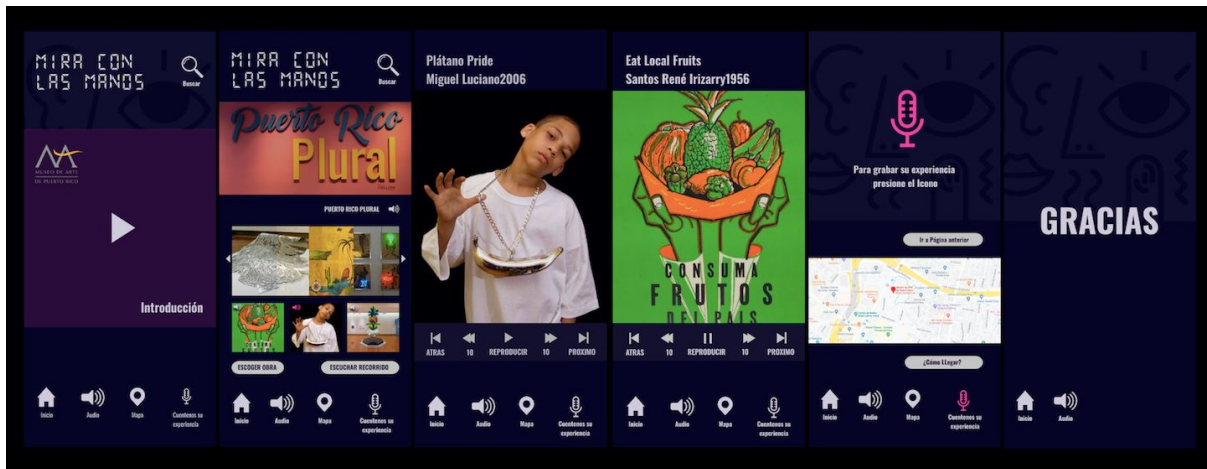 MIRA CON
LAS MANOS
Buscar
MUSEO DE ARTE
DE PUERTO RICO
Introducción
Inicio
Audio
Mapa
Cuentenos su
experiencia
MIRA CON
LAS MANOS
Buscar
Puerto Rico
Plural
PUERTO RICO PLURAL
ESCOGER OBRA
ESCUCHAR RECORRIDO
Inicio
Audio
Mapa
Cuentenos su
experiencia
Plátano Pride
Miguel Luciano2006
ATRAS
10
REPRODUCIR
10
PROXIMO
Inicio
Audio
Mapa
Cuentenos su
experiencia
Eat Local Fruits
Santos René Irizarry1956
CONSUMA
FRUTOS
DEL PAIS
ATRAS
10
REPRODUCIR
10
PROXIMO
Inicio
Audio
Mapa
Cuentenos su
experiencia
Para grabar su experiencia
presione el Icono
Ir a Página anterior
¿Cómo LLegar?
Inicio
Audio
Mapa
Cuentenos su
experiencia
GRACIAS
Inicio
Audio